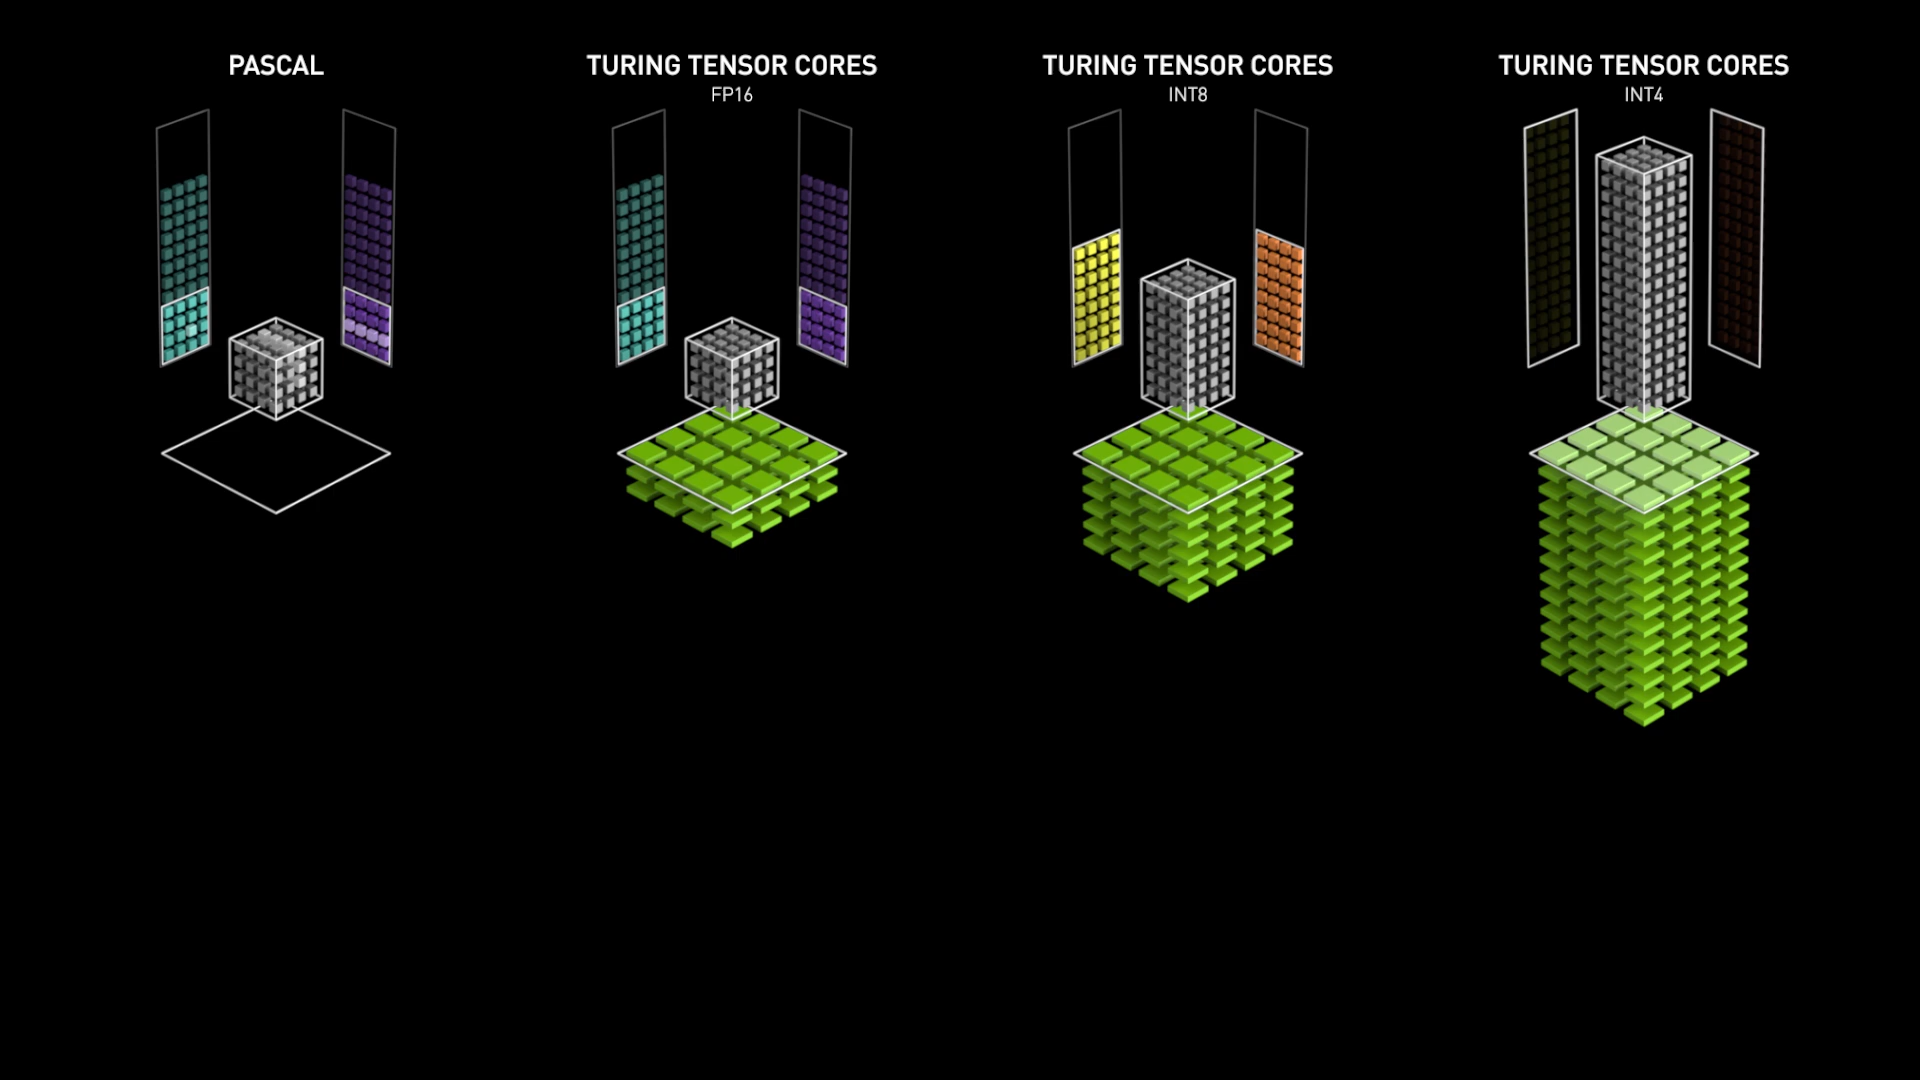 PASCAL
TURING TENSOR CORES
FP16
TURING TENSOR CORES
INT8
TURING TENSOR CORES
INT4